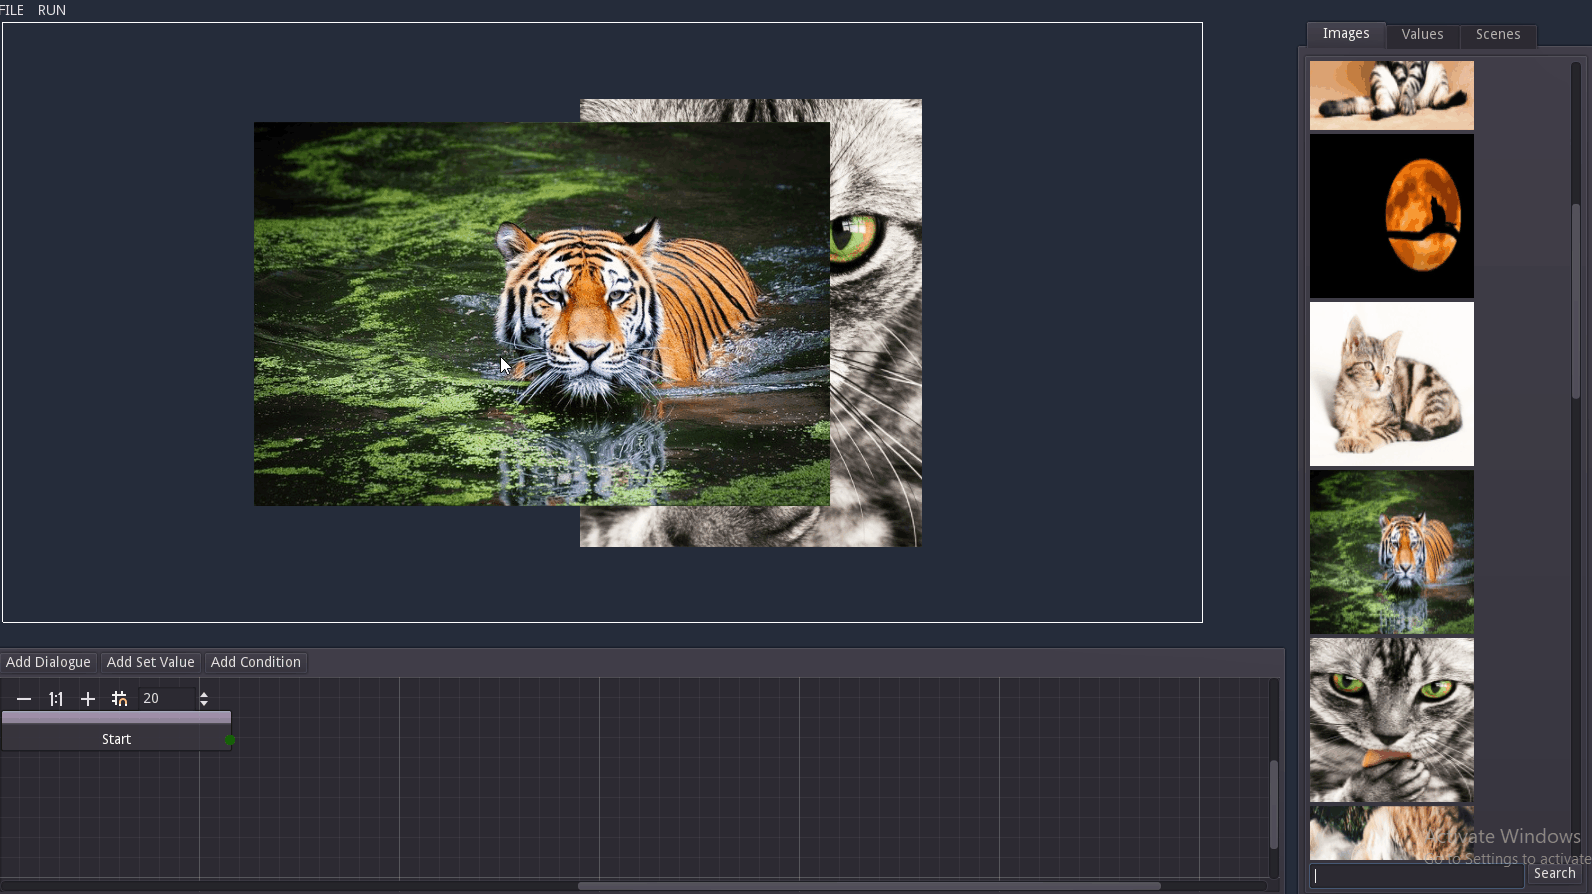 FILE RUN
Images Values Scenes
Add Dialogue Add Set Value Add Condition
1:1 20
Start
Activate Windows
Go to Settings to activate
Search